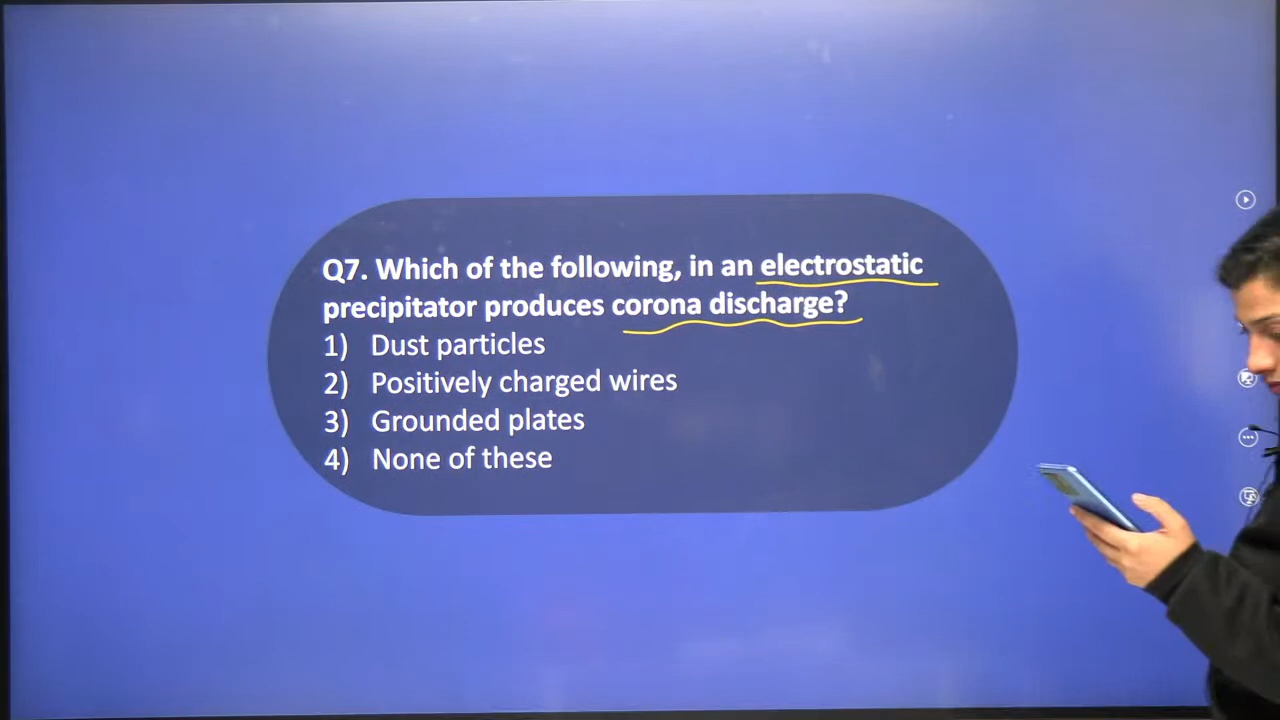 Q7. Which of the following, in an electrostatic
precipitator produces corona discharge?
1) Dust particles
2) Positively charged wires
3) Grounded plates
4) None of these